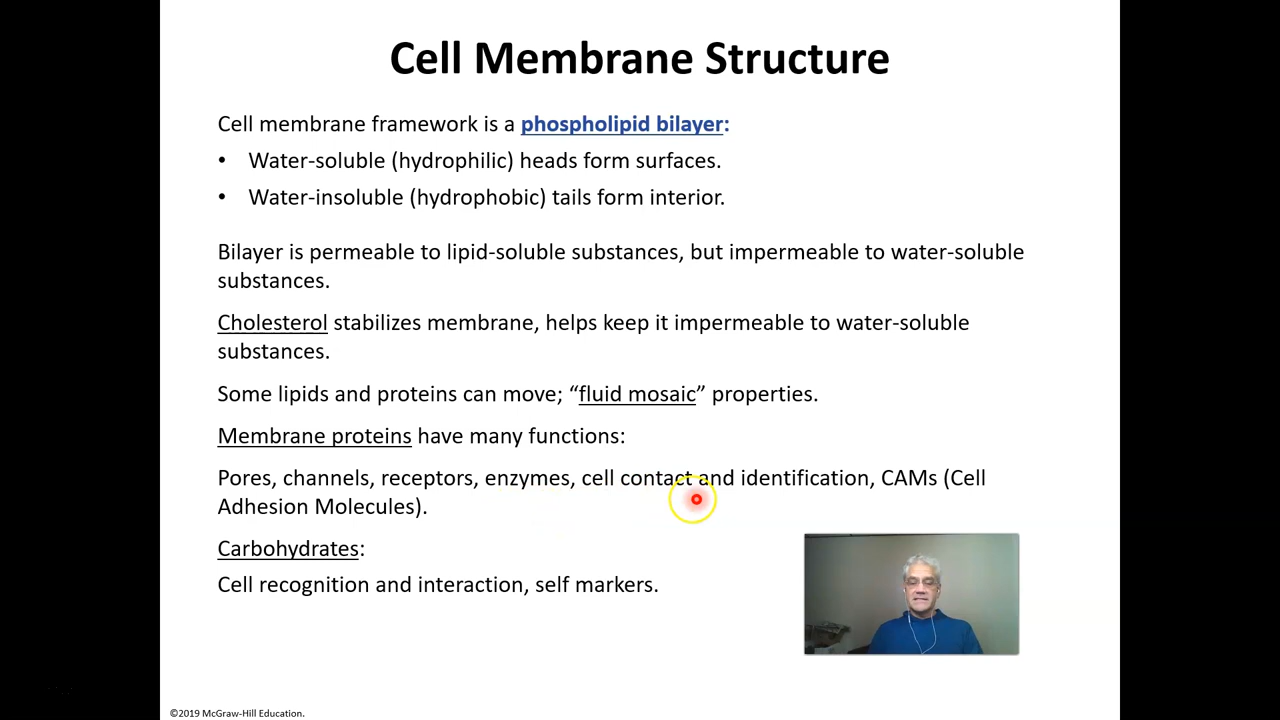 Cell Membrane Structure
Cell membrane framework is a phospholipid bilayer:
• Water-soluble (hydrophilic) heads form surfaces.
• Water-insoluble (hydrophobic) tails form interior.
Bilayer is permeable to lipid-soluble substances, but impermeable to water-soluble
substances.
Cholesterol stabilizes membrane, helps keep it impermeable to water-soluble
substances.
Some lipids and proteins can move; “fluid mosaic” properties.
Membrane proteins have many functions:
Pores, channels, receptors, enzymes, cell contact and identification, CAMs (Cell
Adhesion Molecules).
Carbohydrates:
Cell recognition and interaction, self markers.
©2019 McGraw-Hill Education.